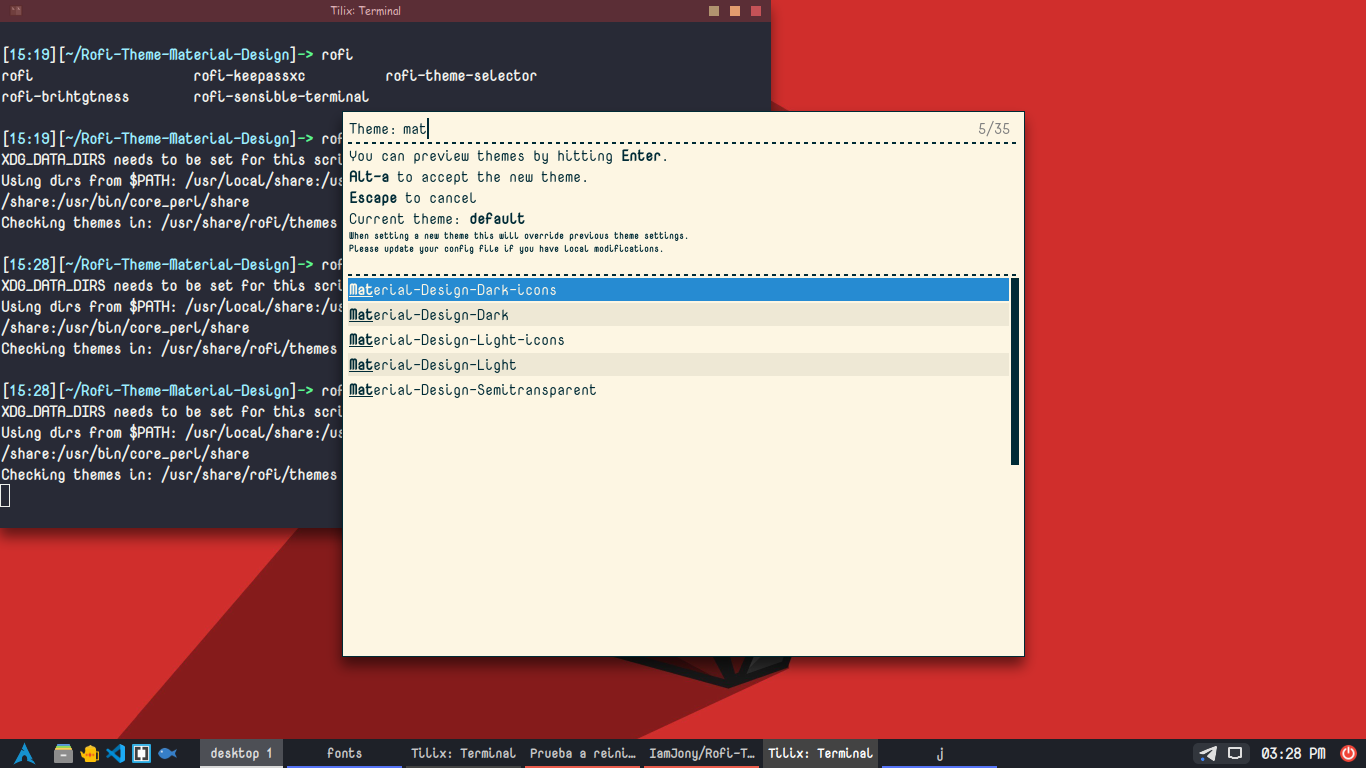 Tilix: Terminal
[15:19][~/Rofi-Theme-Material-Design]-> rofi
rofi rofi-keepassxc rofi-theme-selector
rofi-brihtgtness rofi-sensible-terminal
[15:19][~/Rofi-Theme-Material-Design]-> rof
XDG_DATA_DIRS needs to be set for this scri
Using dirs from $PATH: /usr/local/share:/us
/share:/usr/bin/core_perl/share
Checking themes in: /usr/share/rofi/themes
[15:28][~/Rofi-Theme-Material-Design]-> rof
XDG_DATA_DIRS needs to be set for this scri
Using dirs from $PATH: /usr/local/share:/us
/share:/usr/bin/core_perl/share
Checking themes in: /usr/share/rofi/themes
[15:28][~/Rofi-Theme-Material-Design]-> rof
XDG_DATA_DIRS needs to be set for this scri
Using dirs from $PATH: /usr/local/share:/us
/share:/usr/bin/core_perl/share
Checking themes in: /usr/share/rofi/themes
Theme: mat 5/35
You can preview themes by hitting Enter.
Alt-a to accept the new theme.
Escape to cancel
Current theme: default
When setting a new theme this will override previous theme settings.
Please update your config file if you have local modifications.
Material-Design-Dark-icons
Material-Design-Dark
Material-Design-Light-icons
Material-Design-Light
Material-Design-Semitransparent
desktop 1 fonts Tilix: Terminal Prueba a reini... IamJony/Rofi-T... Tilix: Terminal j 03:28 PM